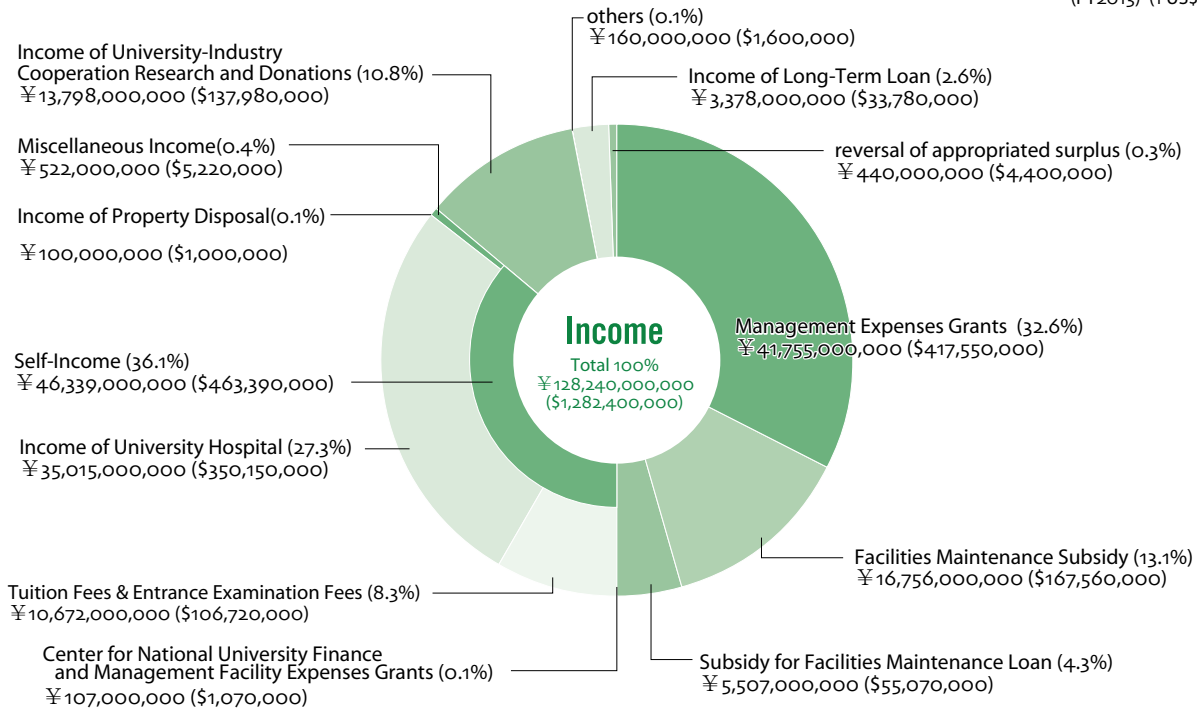 (FY2015) (1 US$
others (0.1%)
¥160,000,000 ($1,600,000)
Income of University-Industry
Cooperation Research and Donations (10.8%)
¥13,798,000,000 ($137,980,000)
Income of Long-Term Loan (2.6%)
¥3,378,000,000 ($33,780,000)
Miscellaneous Income(0.4%)
¥522,000,000 ($5,220,000)
reversal of appropriated surplus (0.3%)
¥440,000,000 ($4,400,000)
Income of Property Disposal(0.1%)
¥100,000,000 ($1,000,000)
Income
Total 100%
¥128,240,000,000
($1,282,400,000)
Management Expenses Grants (32.6%)
¥41,755,000,000 ($417,550,000)
Self-Income (36.1%)
¥46,339,000,000 ($463,390,000)
Income of University Hospital (27.3%)
¥35,015,000,000 ($350,150,000)
Facilities Maintenance Subsidy (13.1%)
¥16,756,000,000 ($167,560,000)
Tuition Fees & Entrance Examination Fees (8.3%)
¥10,672,000,000 ($106,720,000)
Center for National University Finance
and Management Facility Expenses Grants (0.1%)
¥107,000,000 ($1,070,000)
Subsidy for Facilities Maintenance Loan (4.3%)
¥5,507,000,000 ($55,070,000)